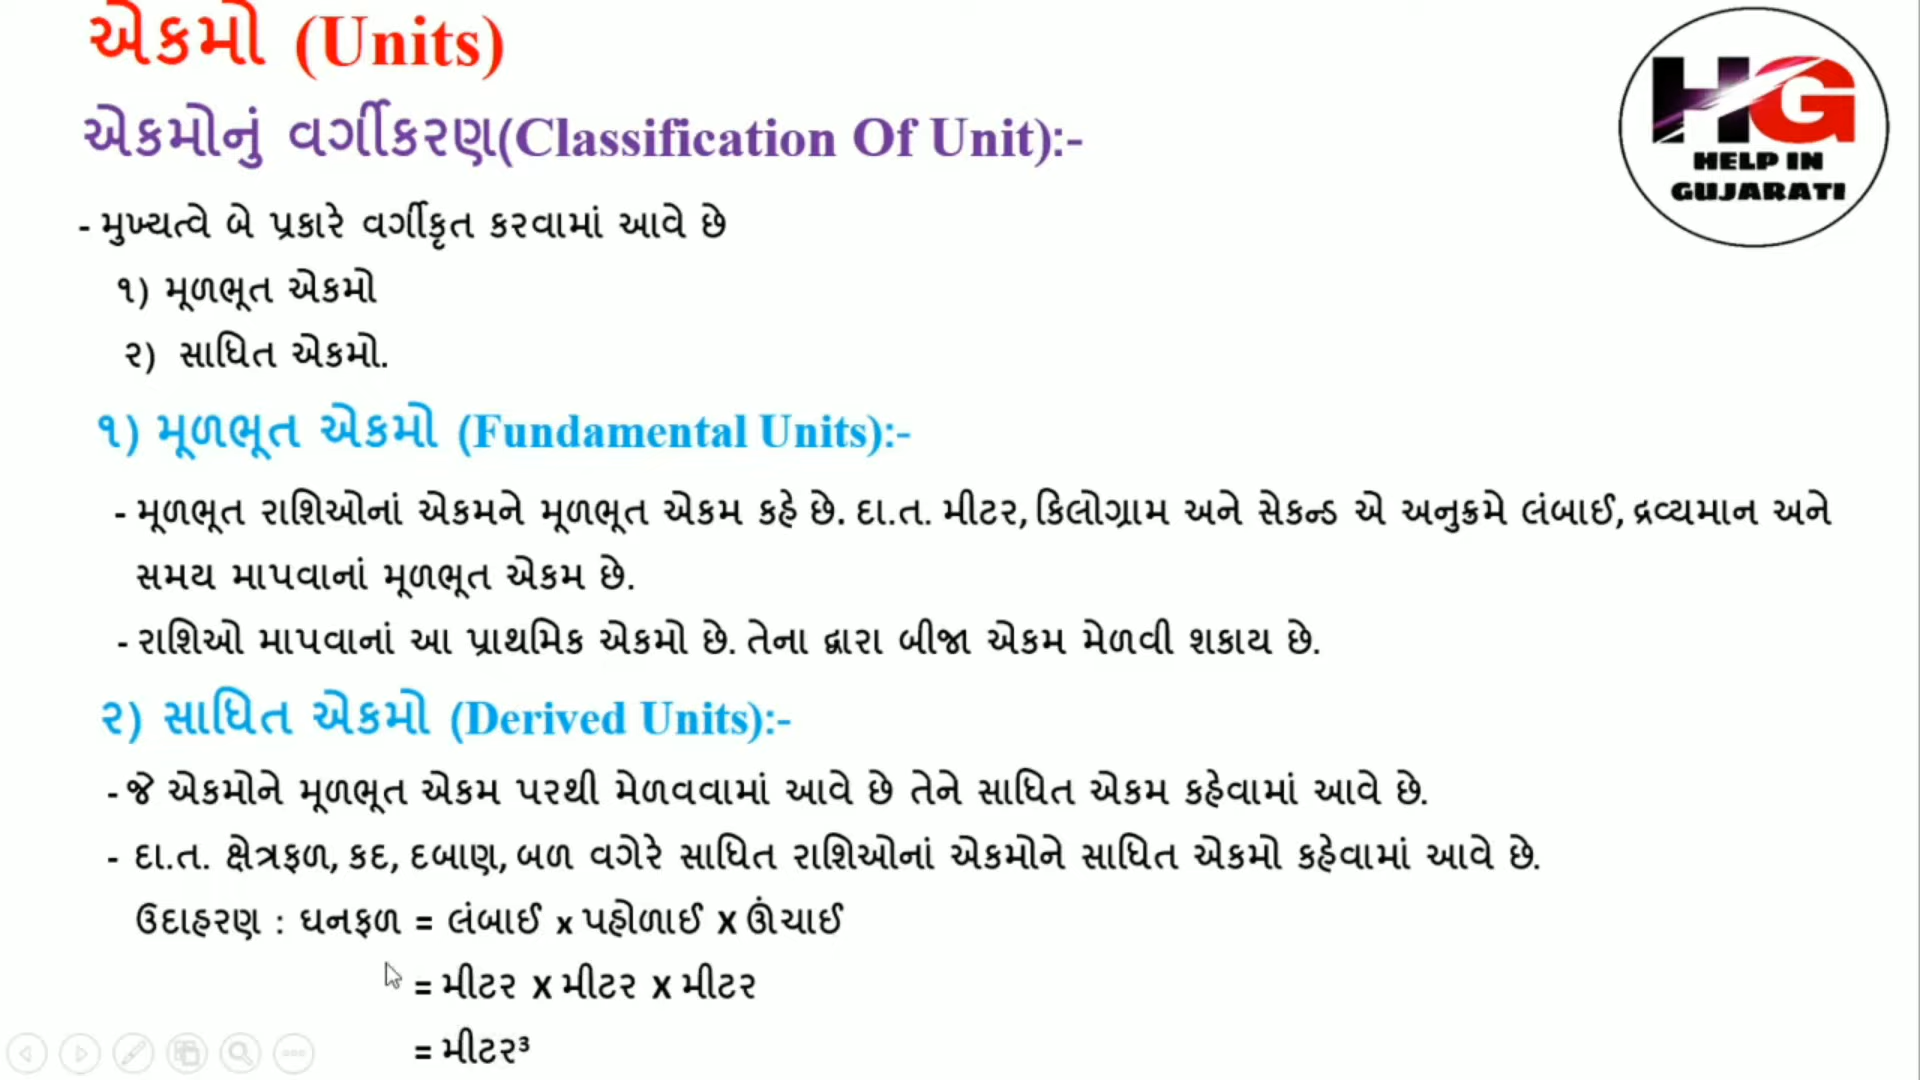 એકમો (Units)
HG
HELP IN
GUJARATI
એકમોનું વર્ગીકરણ(Classification Of Unit):-
- મુખ્યત્વે બે પ્રકારે વર્ગીકૃત કરવામાં આવે છે
૧) મૂળભૂત એકમો
૨) સાધિત એકમો.
૧) મૂળભૂત એકમો (Fundamental Units):-
- મૂળભૂત રાશિઓનાં એકમને મૂળભૂત એકમ કહે છે. દા.ત. મીટર, કિલોગ્રામ અને સેકન્ડ એ અનુક્રમે લંબાઈ, દ્રવ્યમાન અને
સમય માપવાનાં મૂળભૂત એકમ છે.
- રાશિઓ માપવાનાં આ પ્રાથમિક એકમો છે. તેના દ્વારા બીજા એકમ મેળવી શકાય છે.
૨) સાધિત એકમો (Derived Units):-
- જે એકમોને મૂળભૂત એકમ પરથી મેળવવામાં આવે છે તેને સાધિત એકમ કહેવામાં આવે છે.
- દા.ત. ક્ષેત્રફળ, કદ, દબાણ, બળ વગેરે સાધિત રાશિઓનાં એકમોને સાધિત એકમો કહેવામાં આવે છે.
ઉદાહરણ : ઘનફળ = લંબાઈ x પહોળાઈ X ઊંચાઈ
= મીટર X મીટર X મીટર
= મીટર³